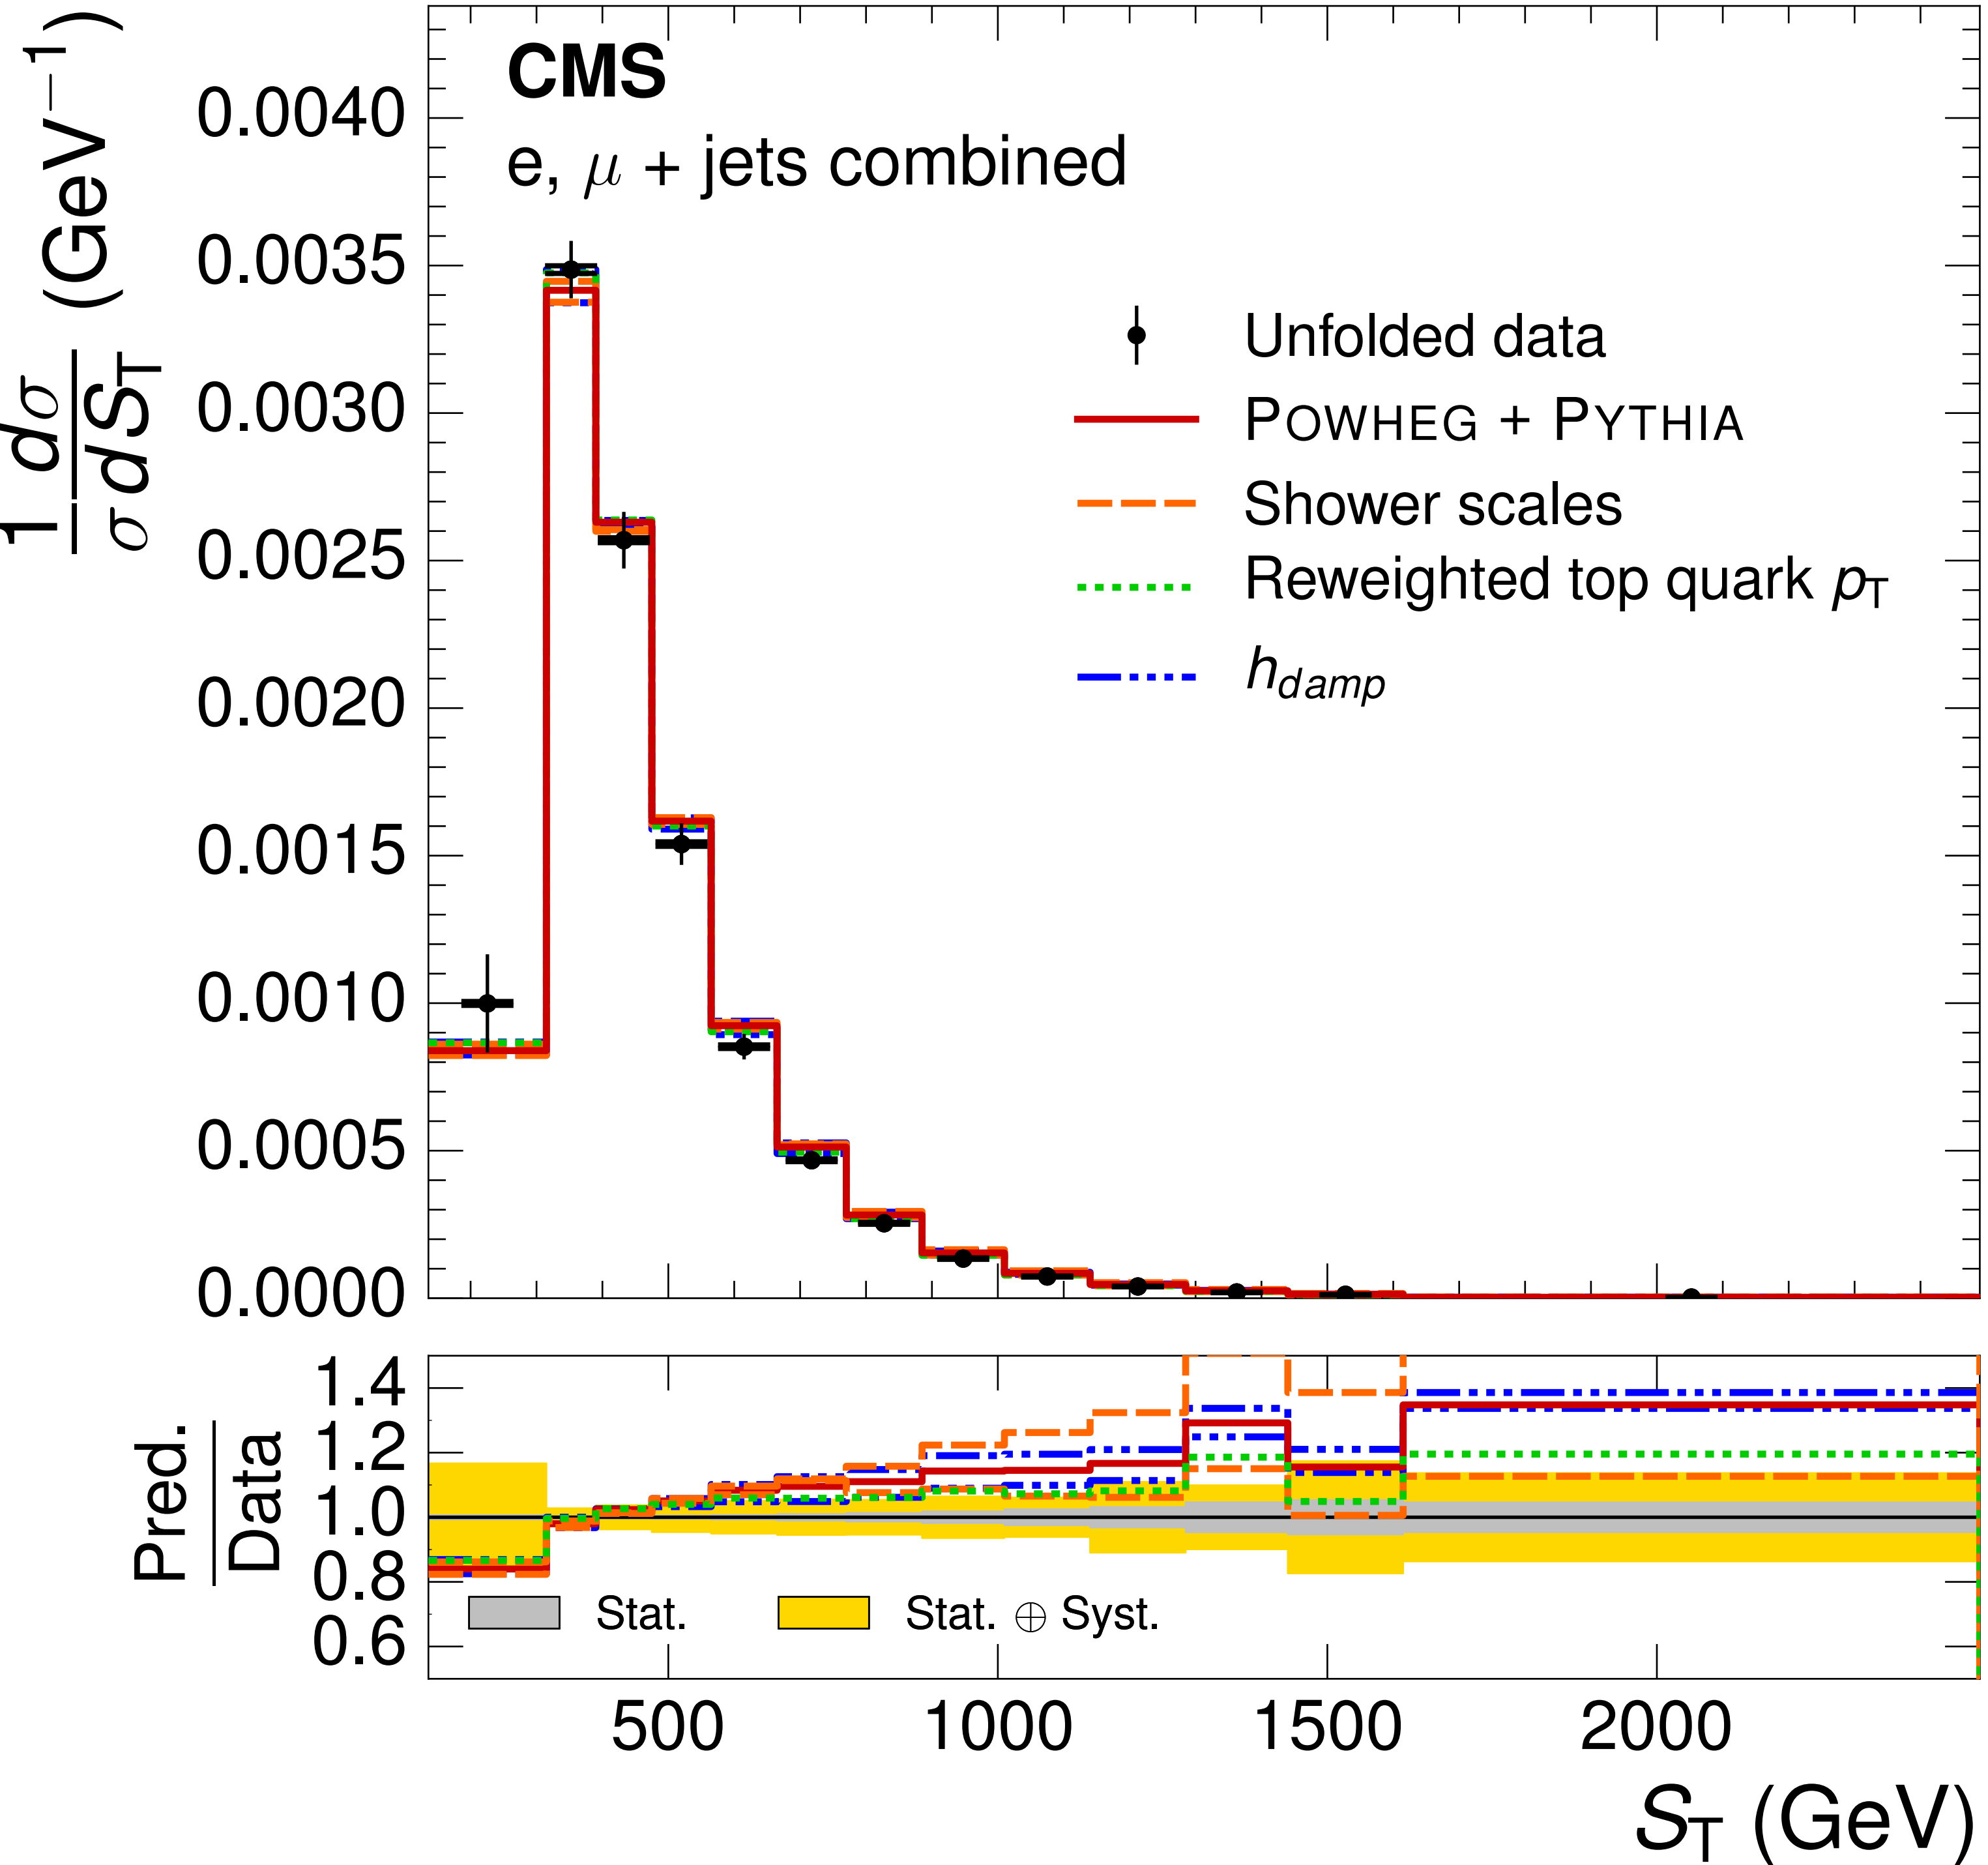 CMS
e, μ + jets combined
1/σ dσ/dS_T (GeV⁻¹)
0.0040
0.0035
0.0030
0.0025
0.0020
0.0015
0.0010
0.0005
0.0000
Unfolded data
POWHEG + PYTHIA
Shower scales
Reweighted top quark p_T
h_damp
Pred.
Data
1.4
1.2
1.0
0.8
0.6
Stat. Stat. ⊕ Syst.
500 1000 1500 2000
S_T (GeV)